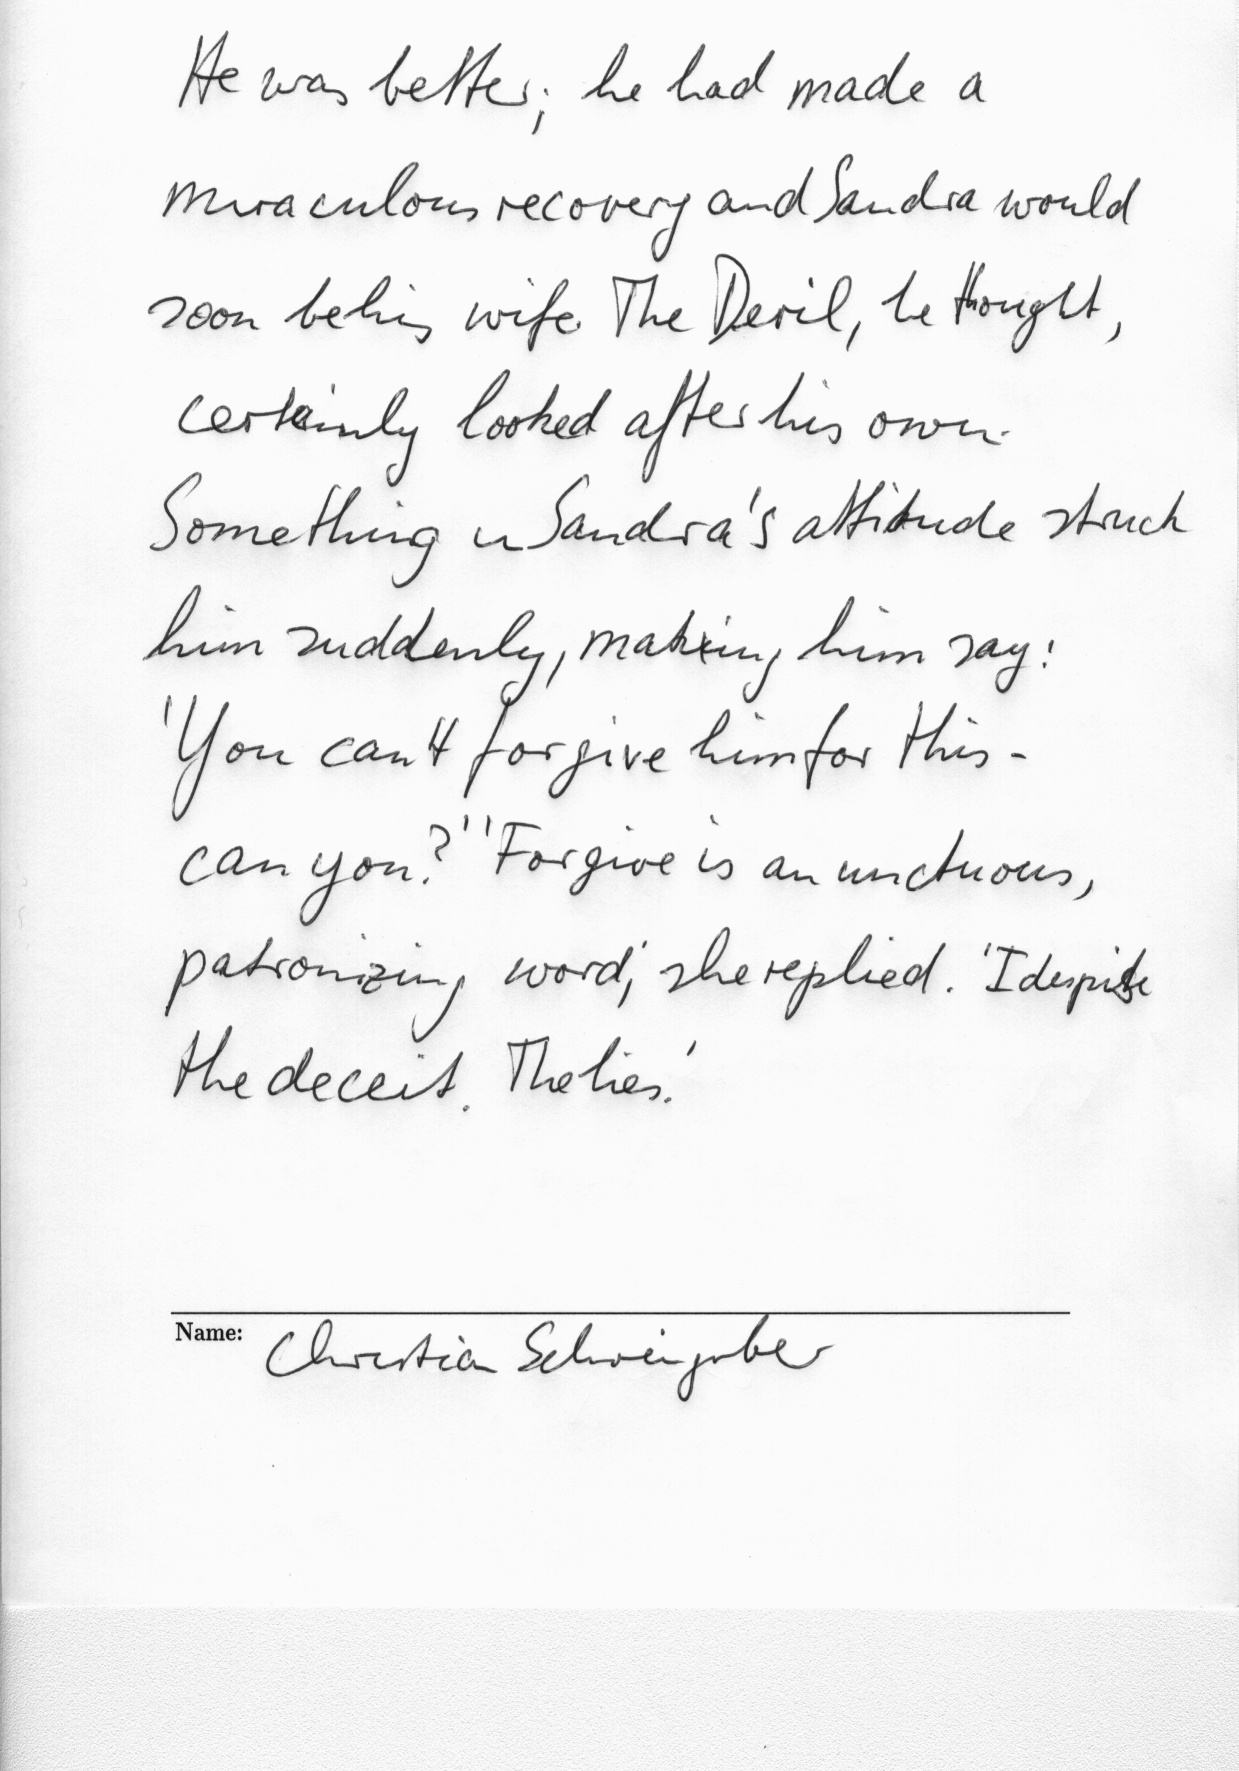 He was better; he had made a
miraculous recovery and Sandra would
soon be his wife. The Devil, he thought,
certainly looked after his own.
Something in Sandra's attitude struck
him suddenly, making him say:
'You can't forgive him for this -
can you?' 'Forgive is an unctuous,
patronizing word,' she replied. 'I despise
the deceit. The lies.'
Name: Christian Schweingruber